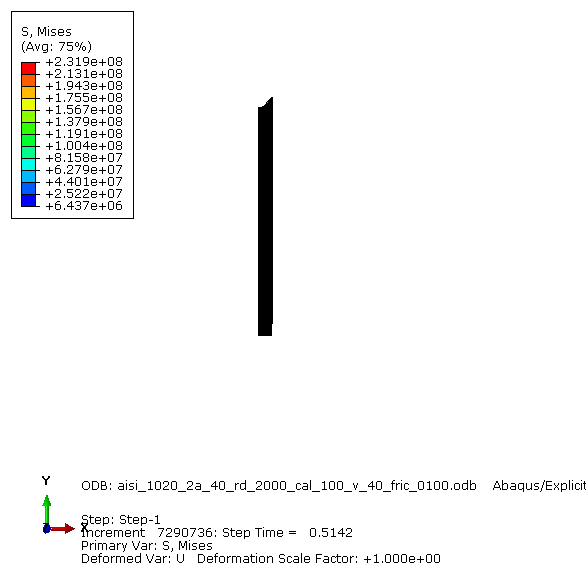 S, Mises
(Avg: 75%)
+2.319e+08
+2.131e+08
+1.943e+08
+1.755e+08
+1.567e+08
+1.379e+08
+1.191e+08
+1.004e+08
+8.158e+07
+6.279e+07
+4.401e+07
+2.522e+07
+6.437e+06
Y
X
ODB: aisi_1020_2a_40_rd_2000_cal_100_v_40_fric_0100.odb Abaqus/Explicit
Step: Step-1
Increment 7290736: Step Time = 0.5142
Primary Var: S, Mises
Deformed Var: U Deformation Scale Factor: +1.000e+00